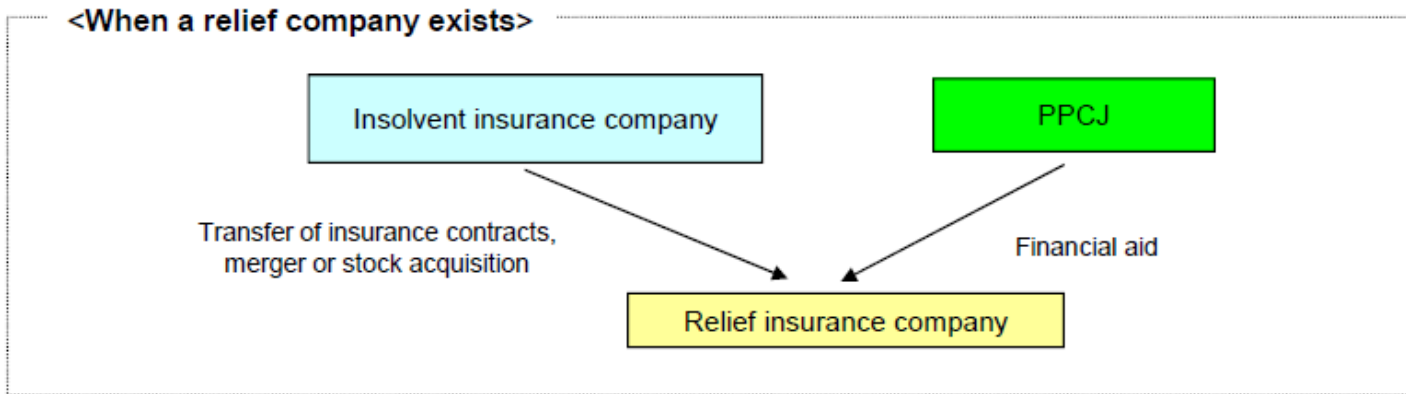 <When a relief company exists>
Insolvent insurance company
PPCJ
Transfer of insurance contracts,
merger or stock acquisition
Financial aid
Relief insurance company